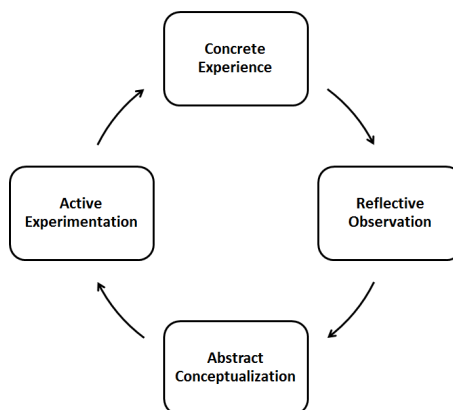 Concrete
Experience
Reflective
Observation
Abstract
Conceptualization
Active
Experimentation